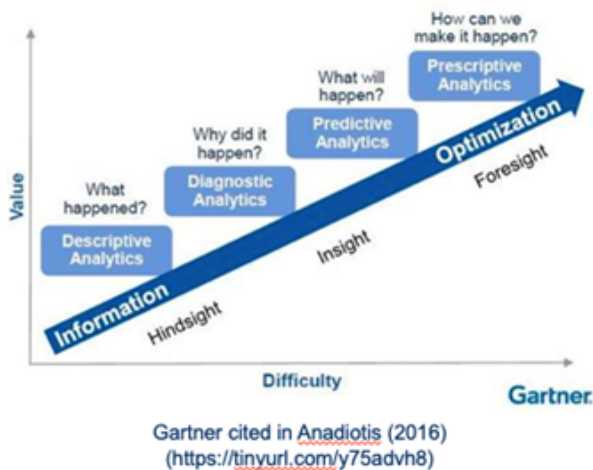 How can we
make it happen?
Prescriptive
Analytics
What will
happen?
Predictive
Analytics
Why did it
happen?
Diagnostic
Analytics
What
happened?
Descriptive
Analytics
Value
Information
Optimization
Hindsight
Insight
Foresight
Difficulty
Gartner.
Gartner cited in Anadiotis (2016)
(https://tinyurl.com/y75advh8)